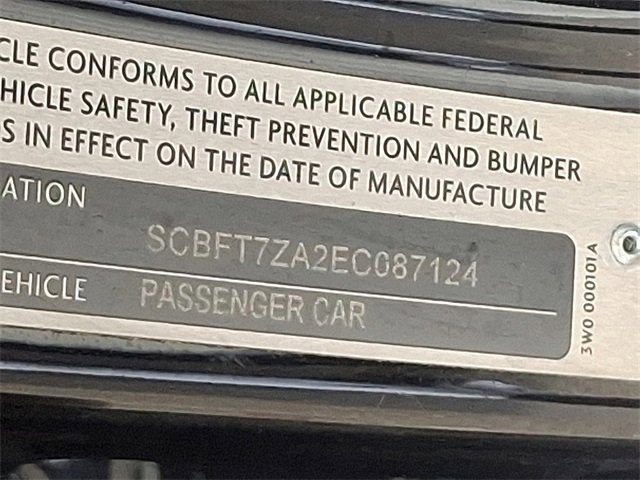 CLE CONFORMS TO ALL APPLICABLE FEDERAL
HICLE SAFETY, THEFT PREVENTION AND BUMPER
S IN EFFECT ON THE DATE OF MANUFACTURE
ATION
SCBFT7ZA2EC087124
EHICLE PASSENGER CAR
3W0 000101A